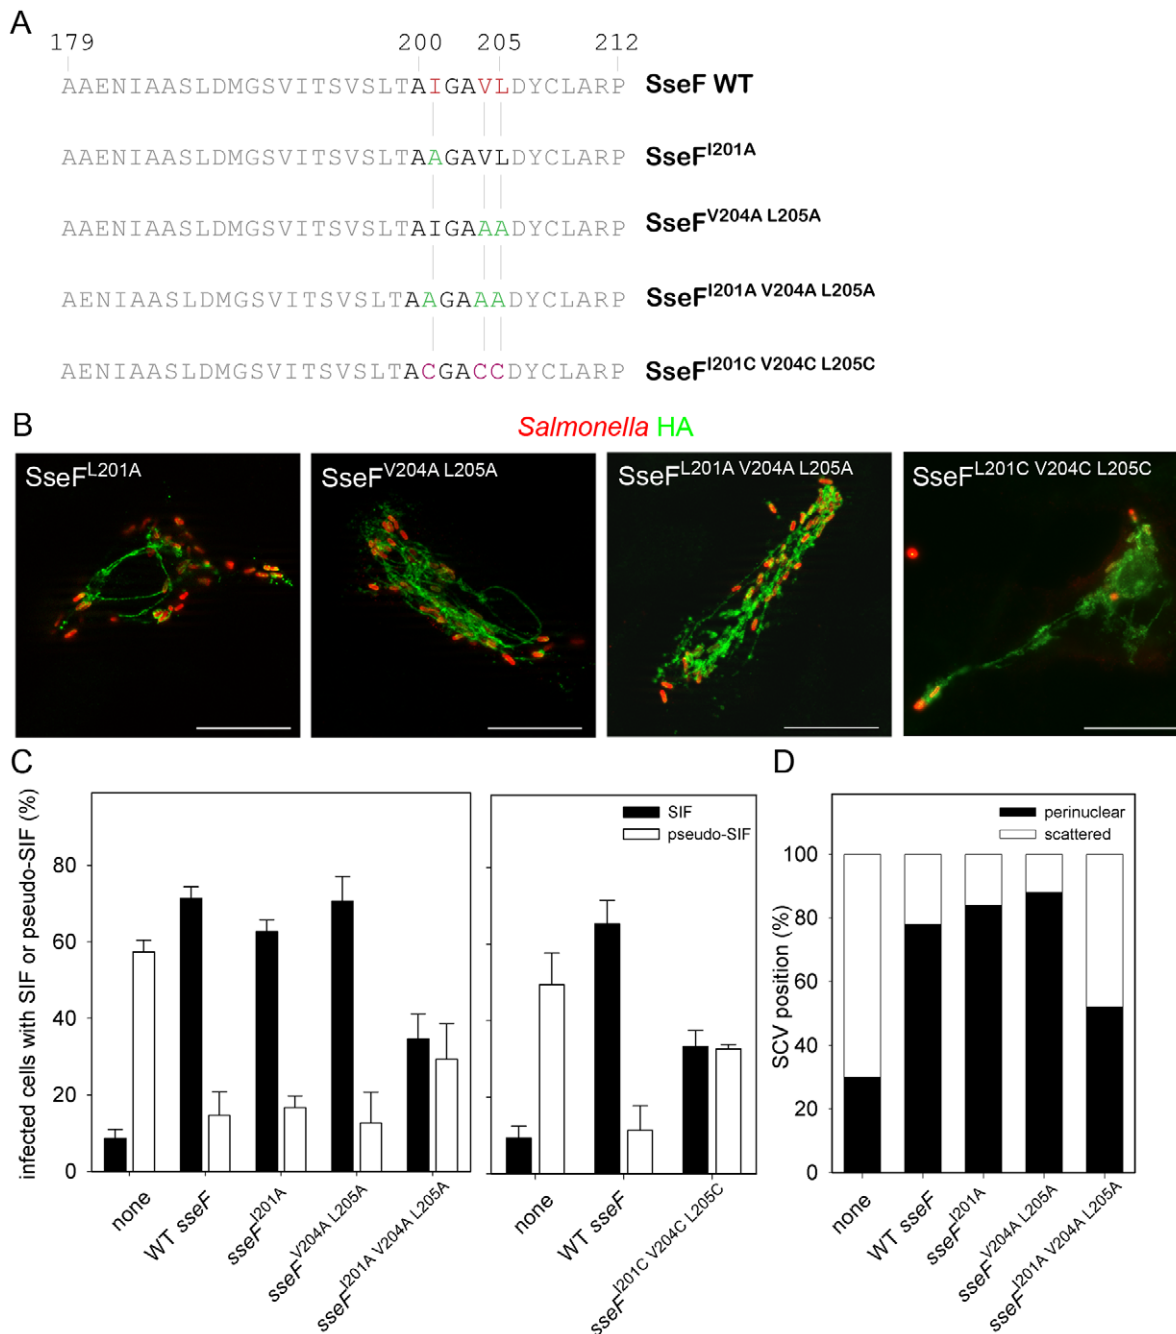 A
179 200 205 212
AAENIAASLDMGSVITSVSLTAIGAVLDYCLARP SseF WT
AAENIAASLDMGSVITSVSLTAAGAVLDYCLARP SseF^I201A
AAENIAASLDMGSVITSVSLTAIGAAADYCLARP SseF^V204A L205A
AENIAASLDMGSVITSVSLTAAGAAADYCLARP SseF^I201A V204A L205A
AENIAASLDMGSVITSVSLTACGACCDYCLARP SseF^I201C V204C L205C
B
Salmonella HA
SseF^L201A
SseF^V204A L205A
SseF^L201A V204A L205A
SseF^L201C V204C L205C
C
infected cells with SIF or pseudo-SIF (%)
80
60
40
20
0
none
WT sseF
sseF^I201A
sseF^V204A L205A
sseF^I201A V204A L205A
SIF
pseudo-SIF
none
WT sseF
sseF^I201C V204C L205C
D
SCV position (%)
perinuclear
scattered
100
80
60
40
20
0
none
WT sseF
sseF^I201A
sseF^V204A L205A
sseF^I201A V204A L205A